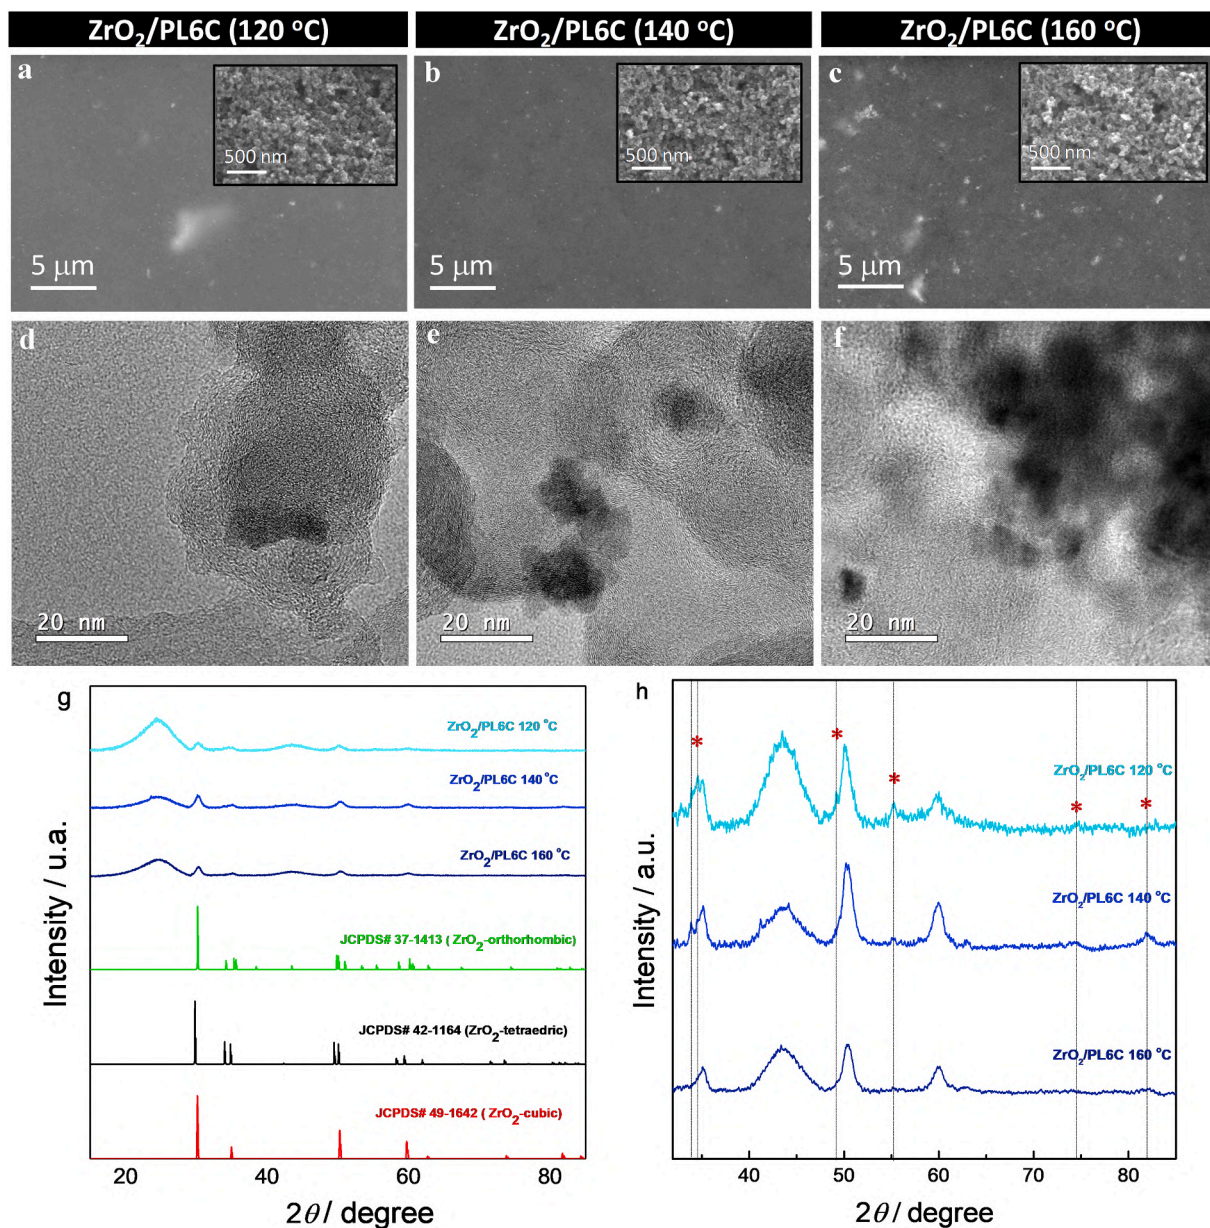 ZrO₂/PL6C (120 ºC)
ZrO₂/PL6C (140 ºC)
ZrO₂/PL6C (160 ºC)
a
500 nm
5 µm
b
500 nm
5 µm
c
500 nm
5 µm
d
20 nm
e
20 nm
f
20 nm
g
ZrO₂/PL6C 120 °C
ZrO₂/PL6C 140 °C
ZrO₂/PL6C 160 °C
JCPDS# 37-1413 ( ZrO₂-orthorhombic)
JCPDS# 42-1164 (ZrO₂-tetraedric)
JCPDS# 49-1642 ( ZrO₂-cubic)
Intensity / u.a.
20 40 60 80
2θ / degree
h
* * * * *
ZrO₂/PL6C 120 °C
ZrO₂/PL6C 140 °C
ZrO₂/PL6C 160 °C
Intensity / a.u.
40 50 60 70 80
2θ / degree